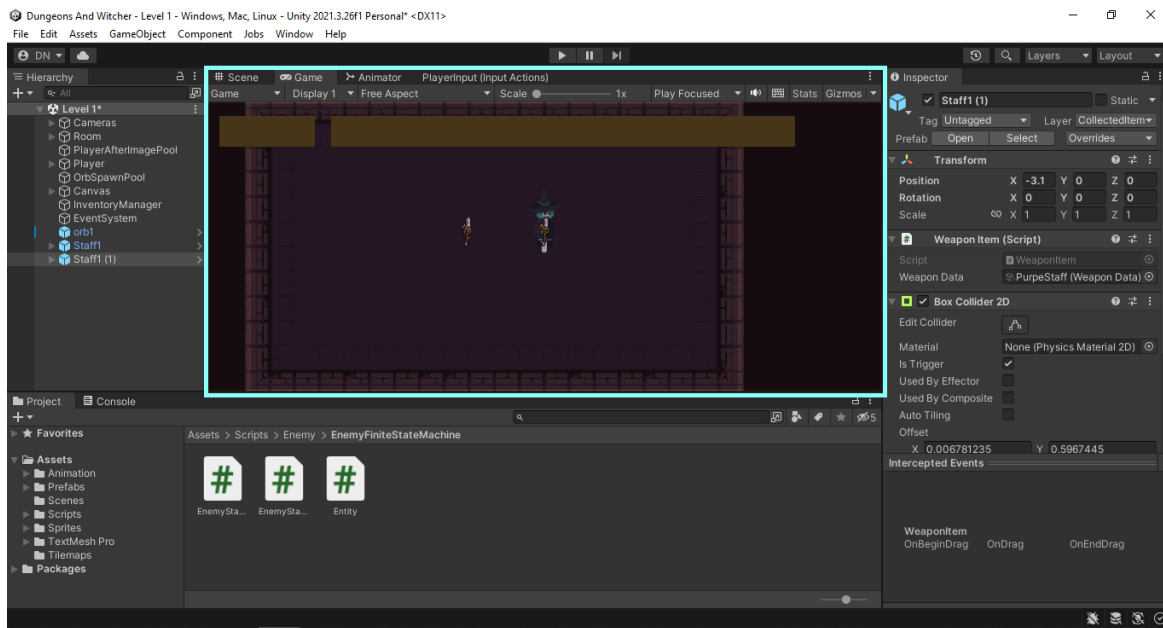 Dungeons And Witcher - Level 1 - Windows, Mac, Linux - Unity 2021.3.26f1 Personal* <DX11>
File Edit Assets GameObject Component Jobs Window Help
DN Layers Layout
Hierarchy
All
Level 1*
Cameras
Room
PlayerAfterImagePool
Player
OrbSpawnPool
Canvas
InventoryManager
EventSystem
orb1
Staff1
Staff1 (1)
Scene Game Animator PlayerInput (Input Actions)
Game Display 1 Free Aspect Scale 1x Play Focused Stats Gizmos
Inspector
Staff1 (1) Static
Tag Untagged Layer CollectedItem
Prefab Open Select Overrides
Transform
Position X -3.1 Y 0 Z 0
Rotation X 0 Y 0 Z 0
Scale X 1 Y 1 Z 1
Weapon Item (Script)
Script WeaponItem
Weapon Data PurpeStaff (Weapon Data)
Box Collider 2D
Edit Collider
Material None (Physics Material 2D)
Is Trigger
Used By Effector
Used By Composite
Auto Tiling
Offset
X 0.006781235 Y 0.5967445
Intercepted Events
WeaponItem
OnBeginDrag OnDrag OnEndDrag
Project Console
5
Favorites
Assets
Animation
Prefabs
Scenes
Scripts
Sprites
TextMesh Pro
Tilemaps
Packages
Assets > Scripts > Enemy > EnemyFiniteStateMachine
EnemySta... EnemySta... Entity